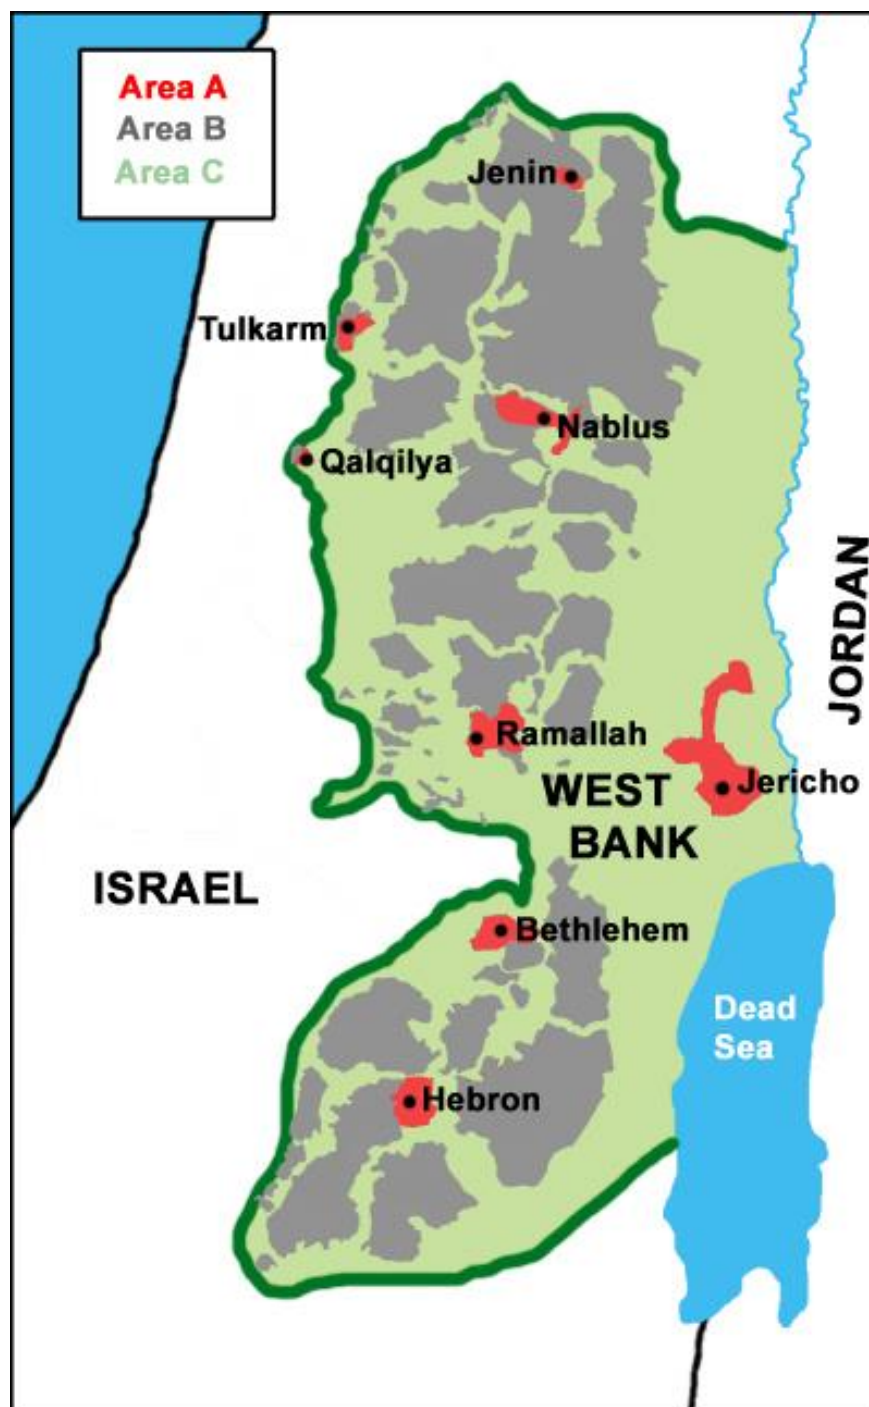 Area A
Area B
Area C
Jenin
Tulkarm
Nablus
Qalqilya
JORDAN
Ramallah
WEST
BANK
Jericho
ISRAEL
Bethlehem
Dead
Sea
Hebron